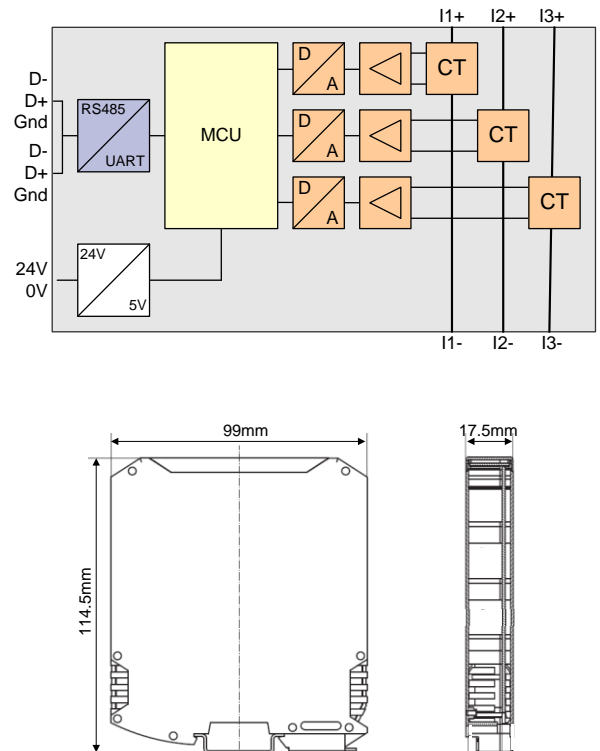 I1+ I2+ I3+
D-
D+
Gnd
D-
D+
Gnd
RS485
UART
MCU
D
A
CT
D
A
CT
D
A
CT
24V
0V
24V
5V
I1- I2- I3-
99mm
17.5mm
114.5mm